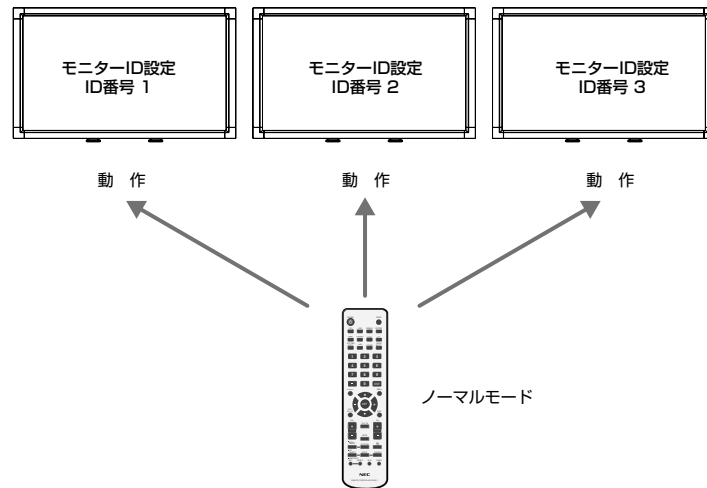 モニターID設定
ID番号 1
モニターID設定
ID番号 2
モニターID設定
ID番号 3
動　作
動　作
動　作
ノーマルモード
NEC